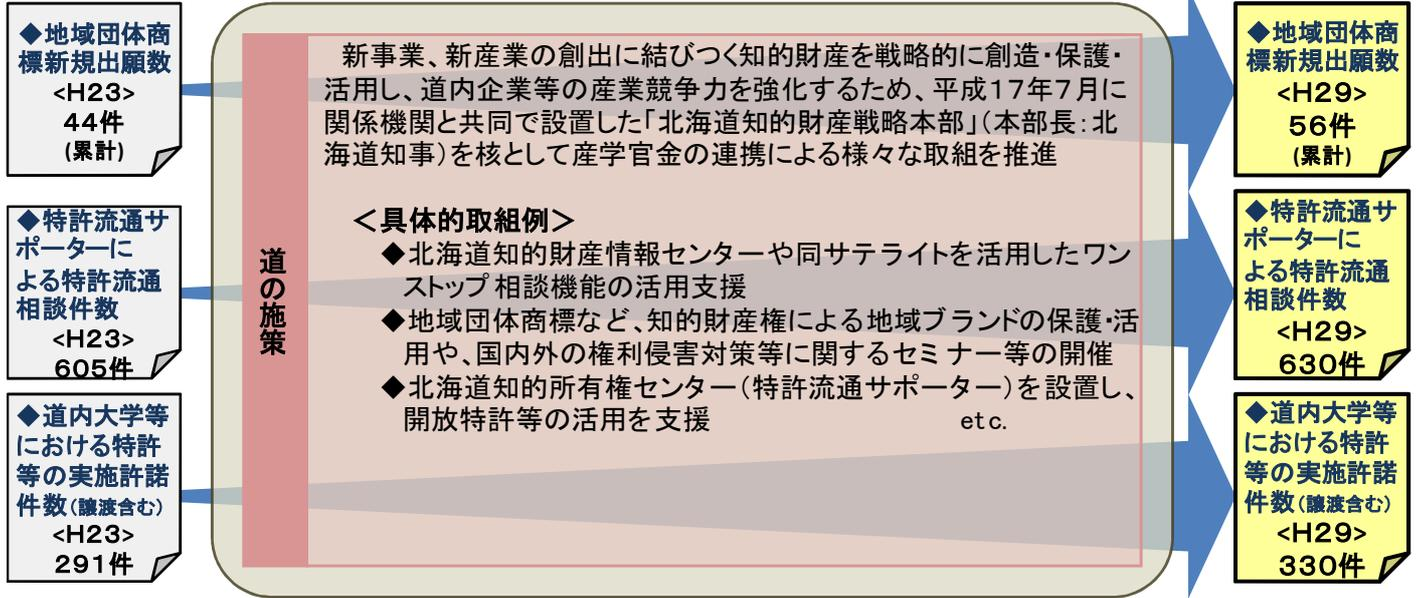 ◆地域団体商
標新規出願数
<H23>
44件
(累計)
◆特許流通サ
ポーターに
よる特許流通
相談件数
<H23>
605件
◆道内大学等
における特許
等の実施許諾
件数(譲渡含む)
<H23>
291件
道の施策
新事業、新産業の創出に結びつく知的財産を戦略的に創造・保護・
活用し、道内企業等の産業競争力を強化するため、平成17年7月に
関係機関と共同で設置した「北海道知的財産戦略本部」(本部長:北
海道知事)を核として産学官金の連携による様々な取組を推進
＜具体的取組例＞
◆北海道知的財産情報センターや同サテライトを活用したワン
ストップ相談機能の活用支援
◆地域団体商標など、知的財産権による地域ブランドの保護・活
用や、国内外の権利侵害対策等に関するセミナー等の開催
◆北海道知的所有権センター(特許流通サポーター)を設置し、
開放特許等の活用を支援 etc.
◆地域団体商
標新規出願数
<H29>
56件
(累計)
◆特許流通サ
ポーターに
よる特許流通
相談件数
<H29>
630件
◆道内大学等
における特許
等の実施許諾
件数(譲渡含む)
<H29>
330件